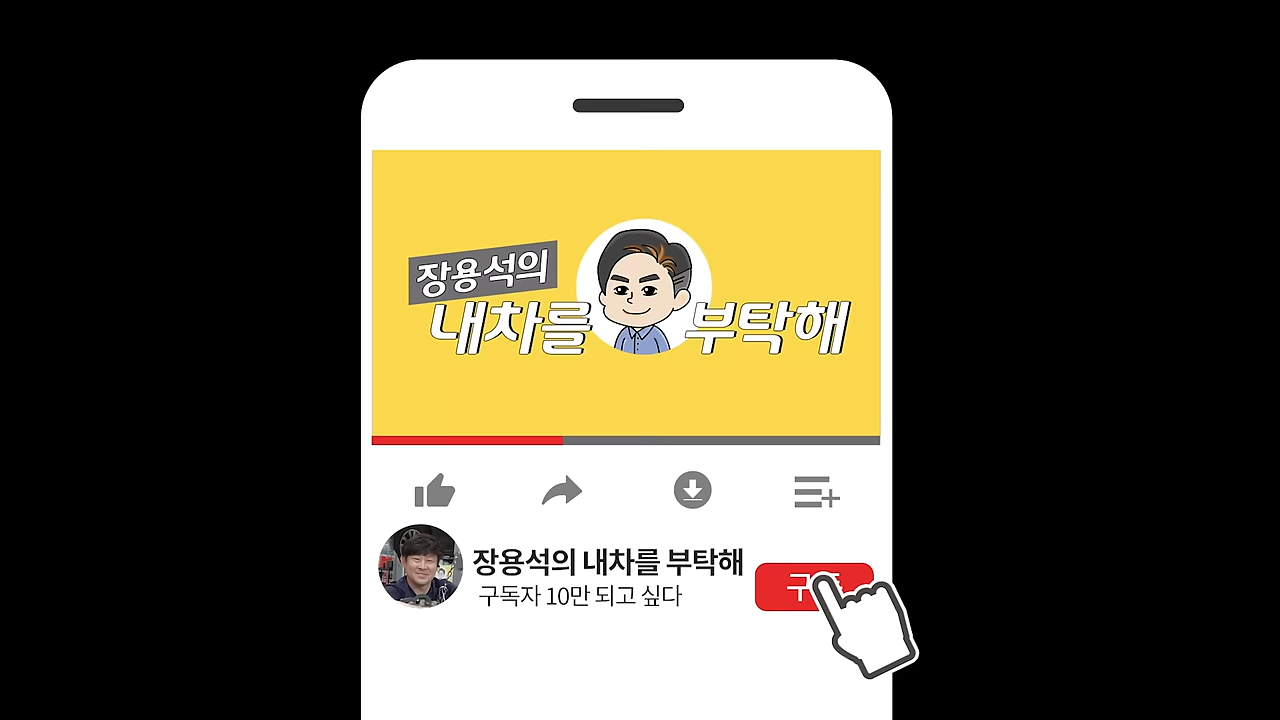 장용석의
내차를 부탁해
장용석의 내차를 부탁해
구독자 10만 되고 싶다